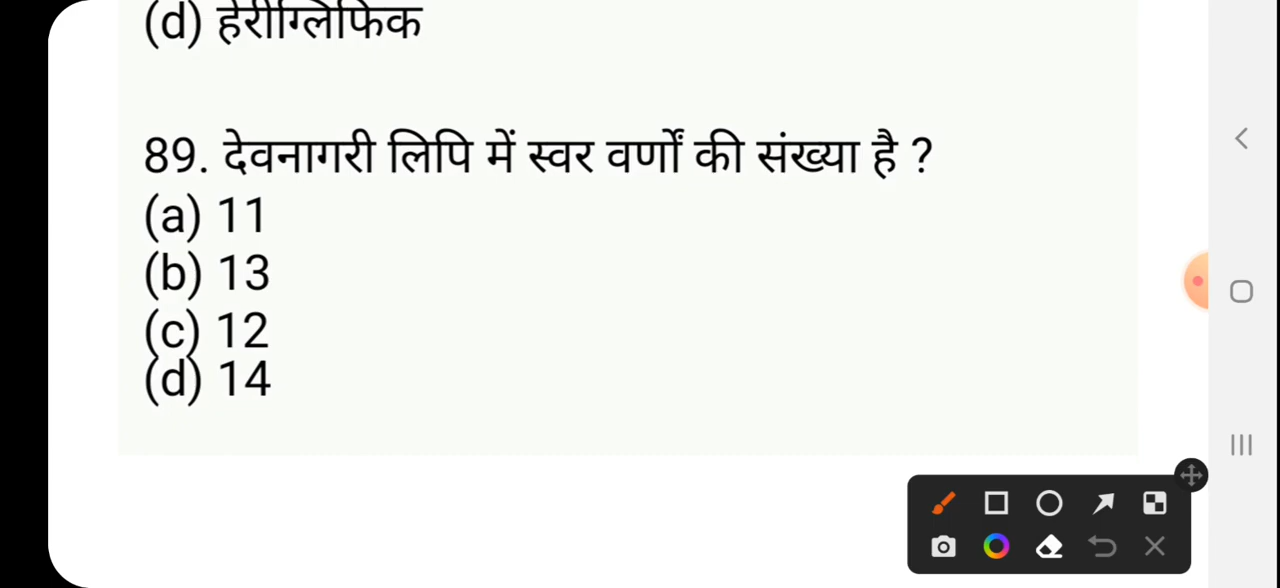 (d) हेरीग्लिफिक
89. देवनागरी लिपि में स्वर वर्णों की संख्या है ?
(a) 11
(b) 13
(c) 12
(d) 14